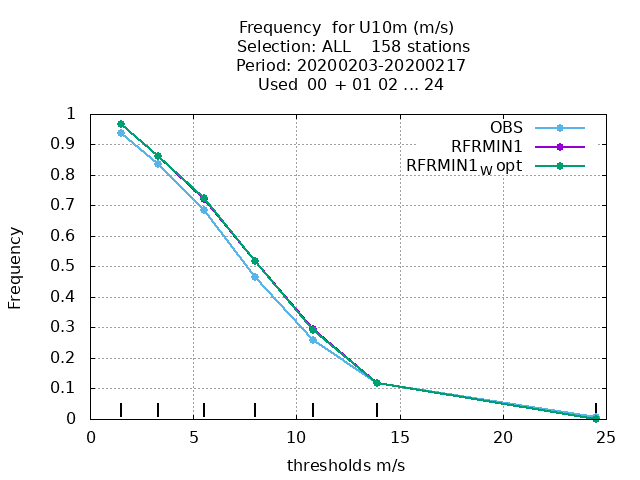 Frequency  for U10m (m/s)
Selection: ALL    158 stations
Period: 20200203-20200217
Used  00  + 01 02 ... 24
OBS
RFRMIN1
RFRMIN1_W opt
Frequency
1
0.9
0.8
0.7
0.6
0.5
0.4
0.3
0.2
0.1
0
0 5 10 15 20 25
thresholds m/s